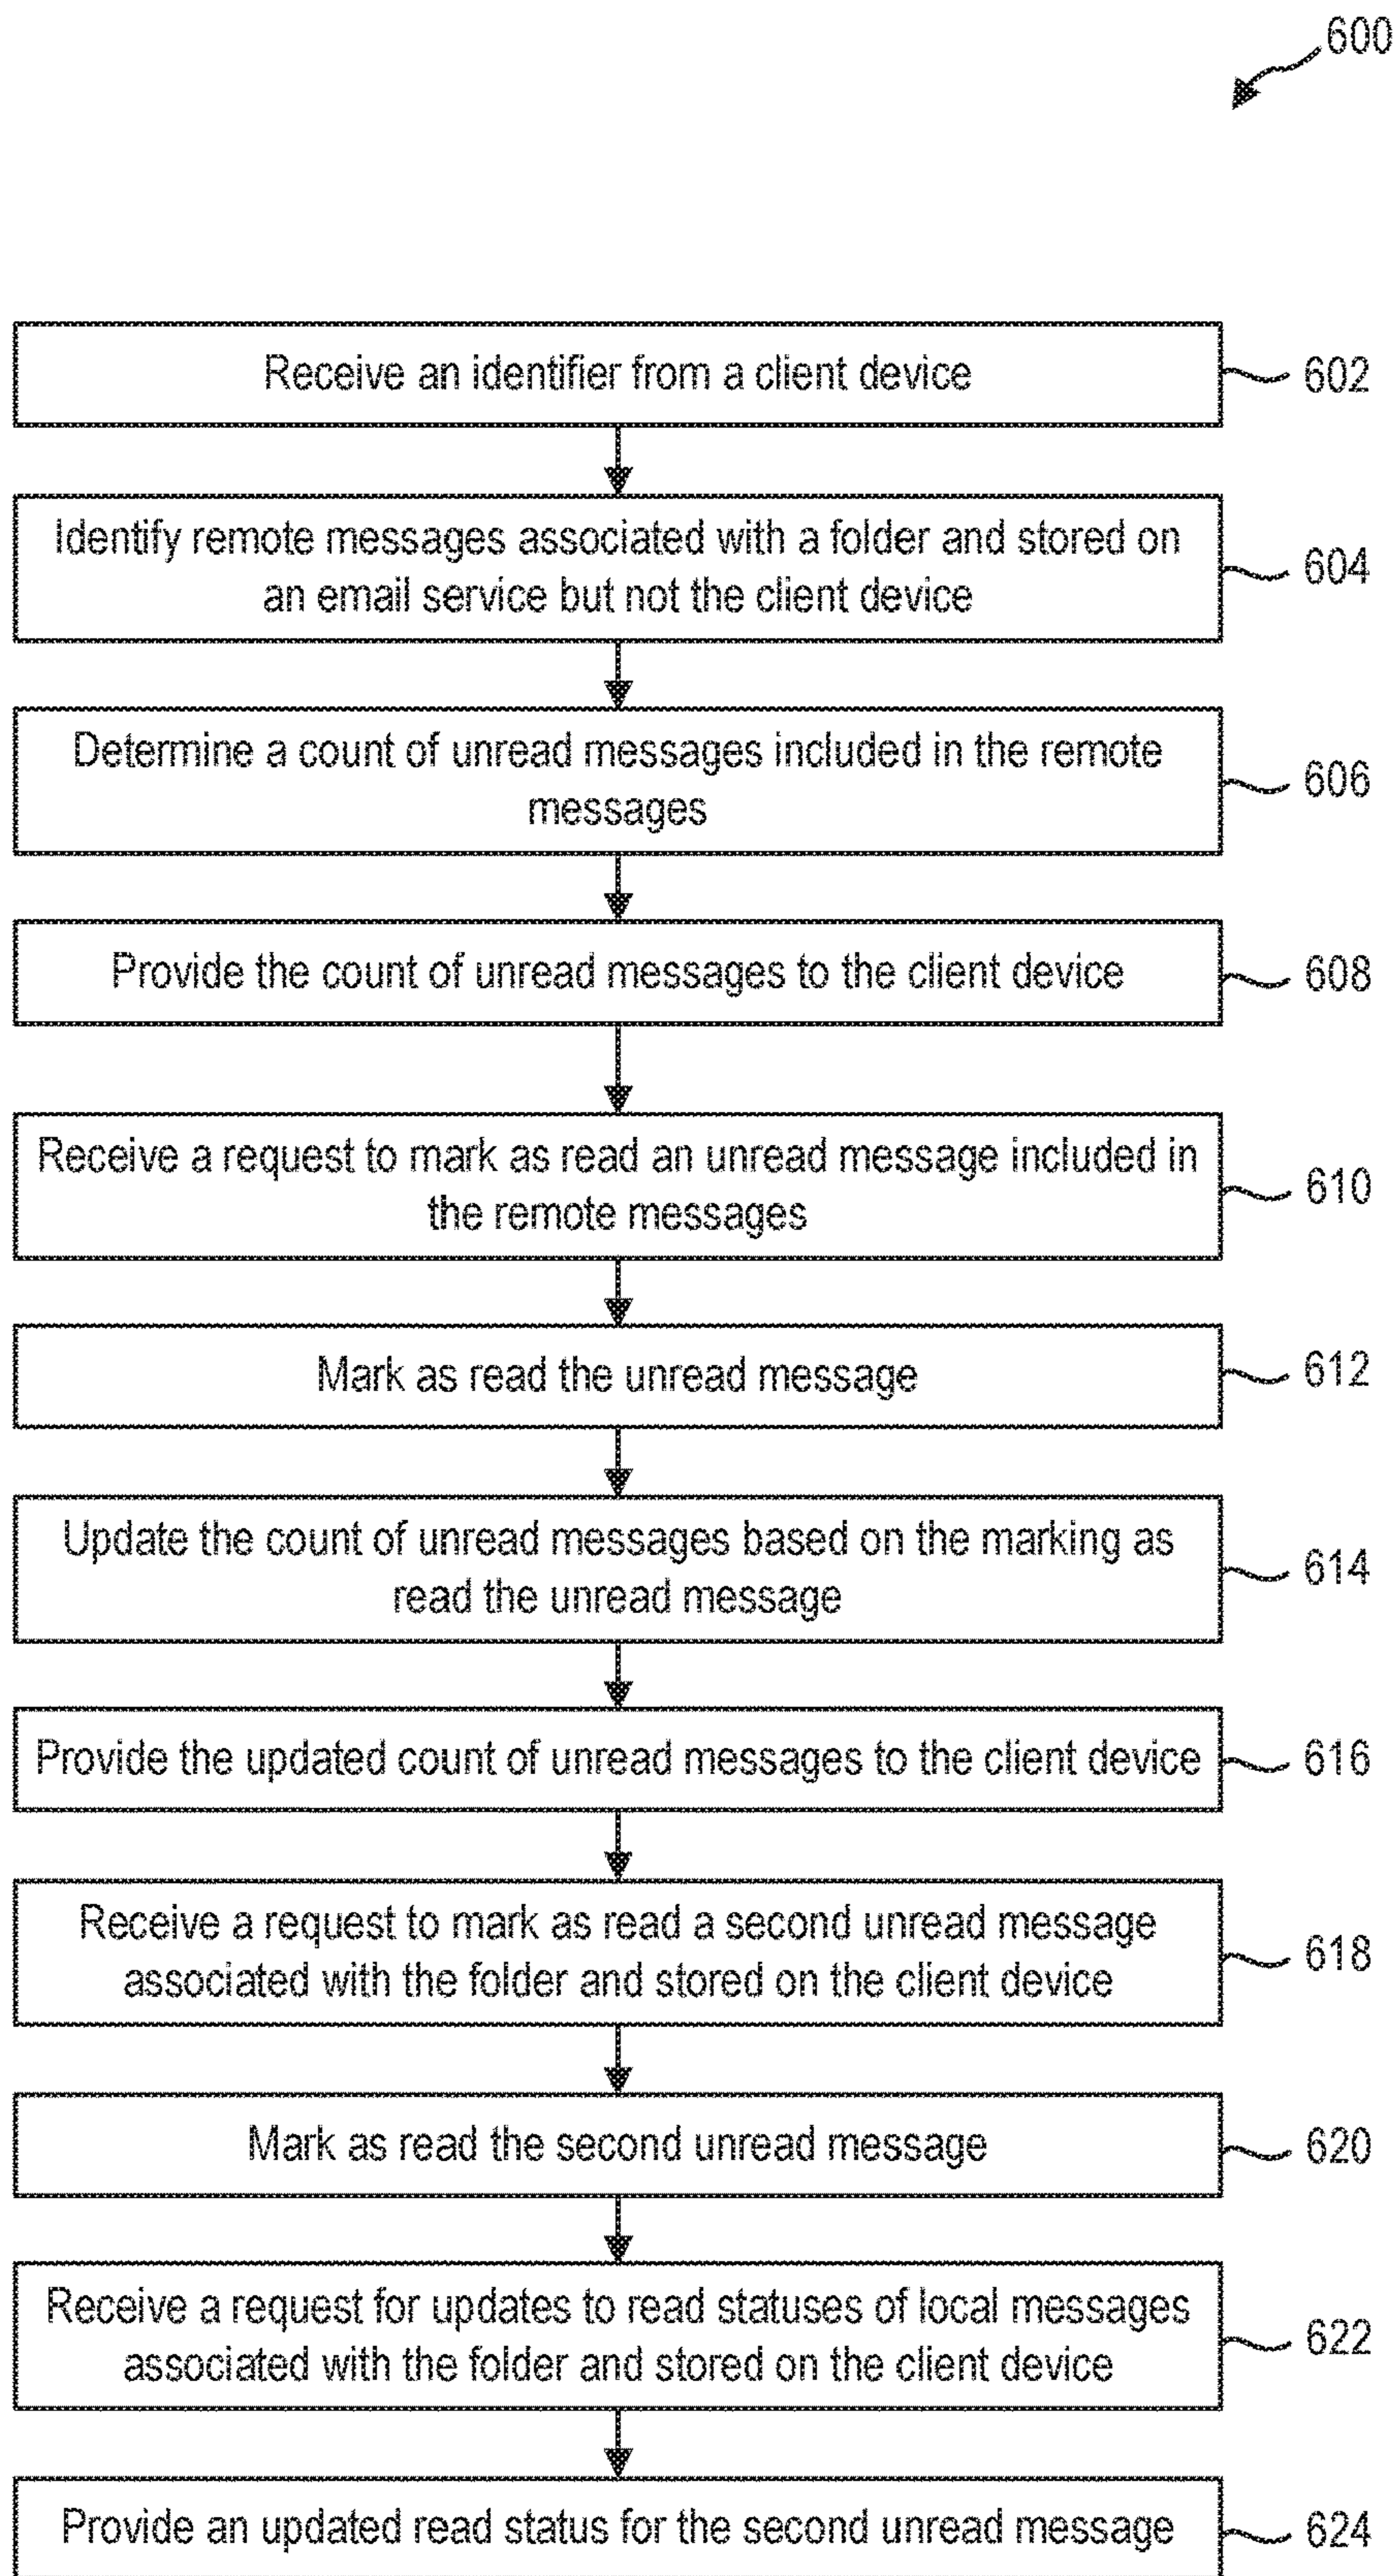 600
Receive an identifier from a client device
602
Identify remote messages associated with a folder and stored on
an email service but not the client device
604
Determine a count of unread messages included in the remote
messages
606
Provide the count of unread messages to the client device
608
Receive a request to mark as read an unread message included in
the remote messages
610
Mark as read the unread message
612
Update the count of unread messages based on the marking as
read the unread message
614
Provide the updated count of unread messages to the client device
616
Receive a request to mark as read a second unread message
associated with the folder and stored on the client device
618
Mark as read the second unread message
620
Receive a request for updates to read statuses of local messages
associated with the folder and stored on the client device
622
Provide an updated read status for the second unread message
624